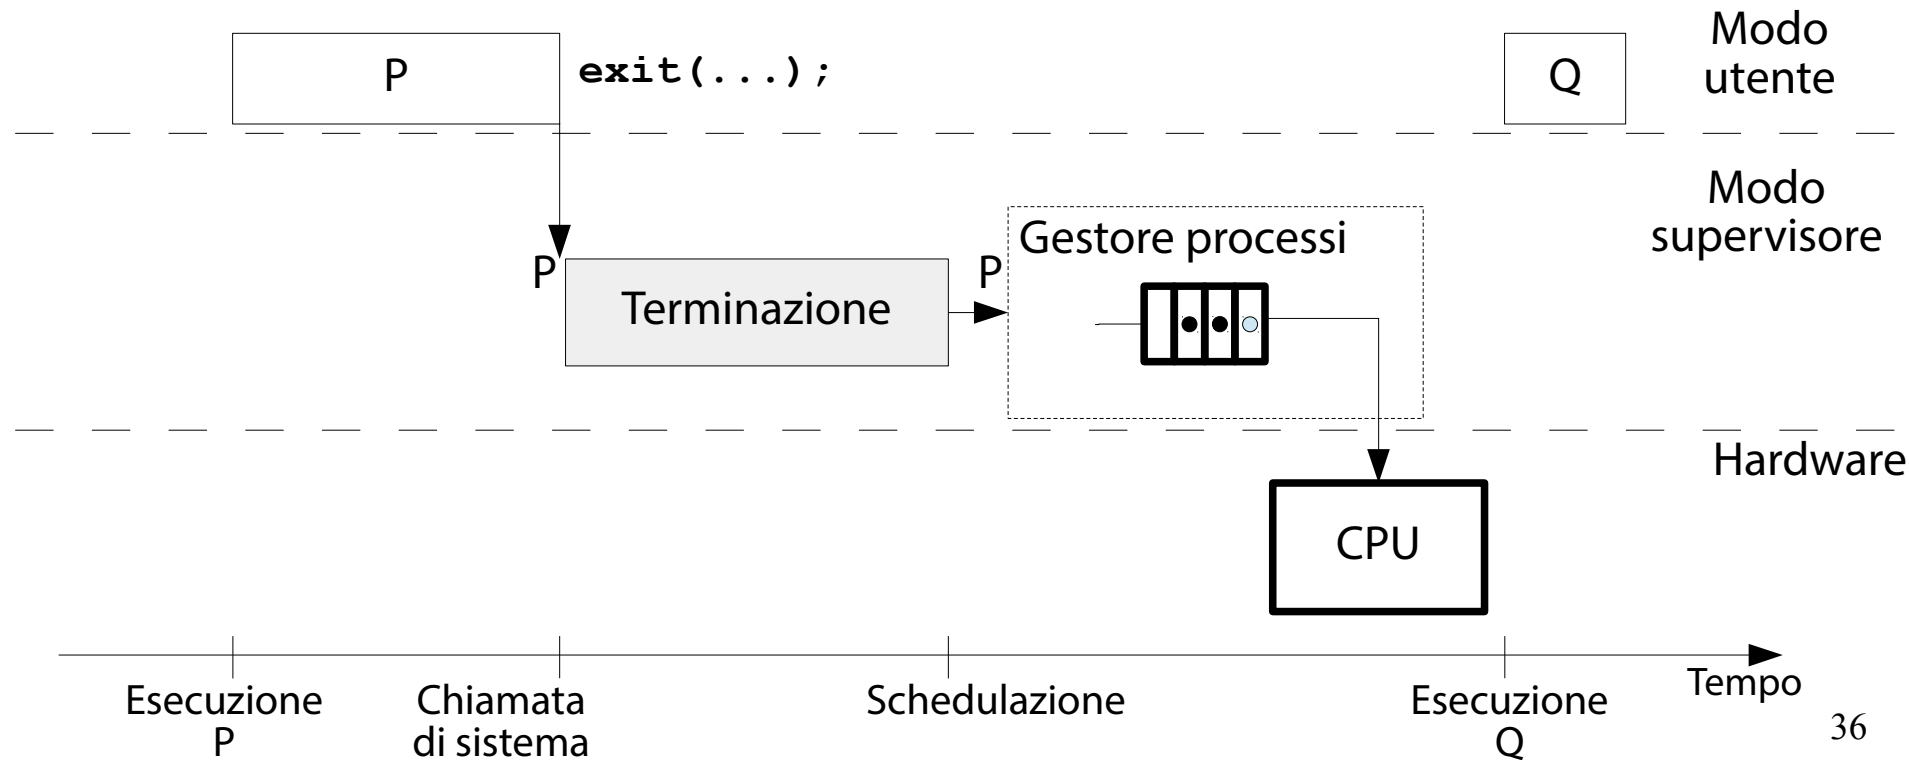 P
exit(...);
Q
Modo
utente
Modo
supervisore
P
Terminazione
P
Gestore processi
Hardware
CPU
Esecuzione
P
Chiamata
di sistema
Schedulazione
Esecuzione
Q
Tempo
36